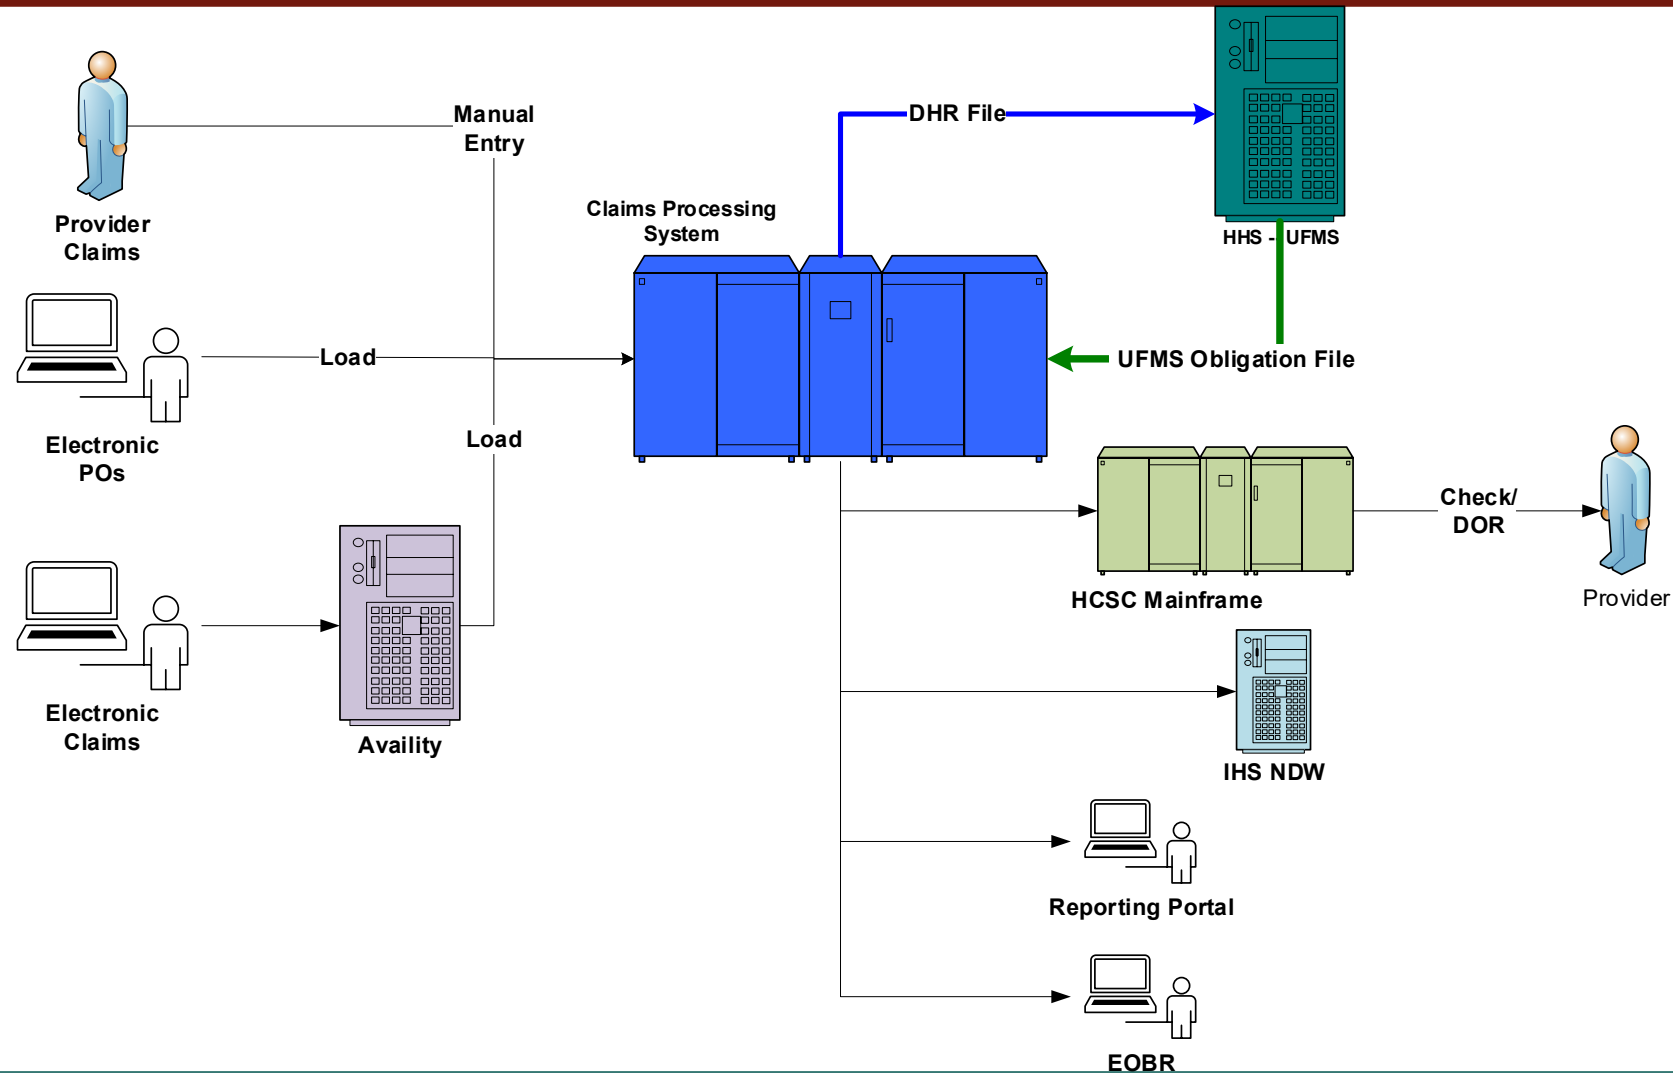 Manual
Entry
DHR File
Provider
Claims
Claims Processing
System
HHS - UFMS
Load
UFMS Obligation File
Electronic
POs
Load
Check/
DOR
HCSC Mainframe
Provider
Electronic
Claims
Availity
IHS NDW
Reporting Portal
EOBR